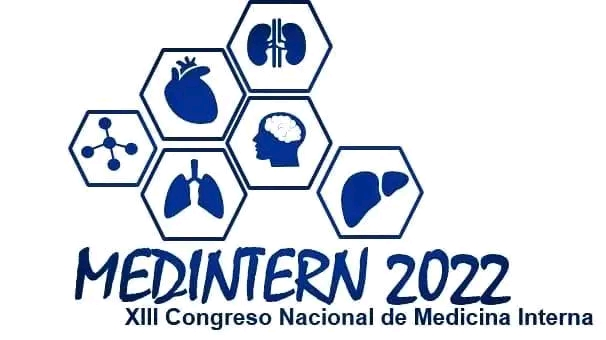 MEDINTERN 2022
XIII Congreso Nacional de Medicina Interna